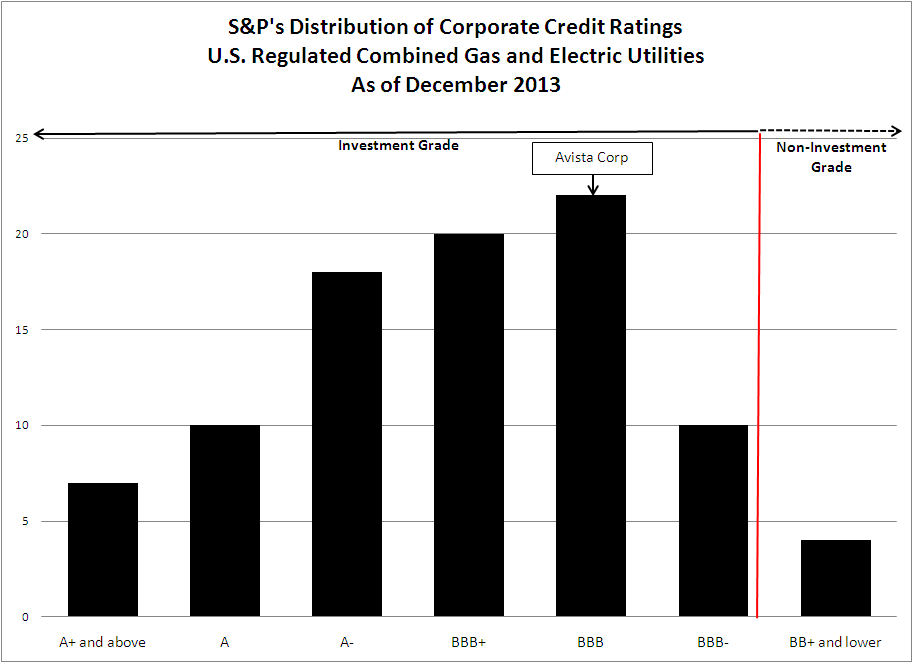 S&P's Distribution of Corporate Credit Ratings
U.S. Regulated Combined Gas and Electric Utilities
As of December 2013
25
Investment Grade
Non-Investment
Grade
Avista Corp
20
15
10
5
0
A+ and above
A
A-
BBB+
BBB
BBB-
BB+ and lower